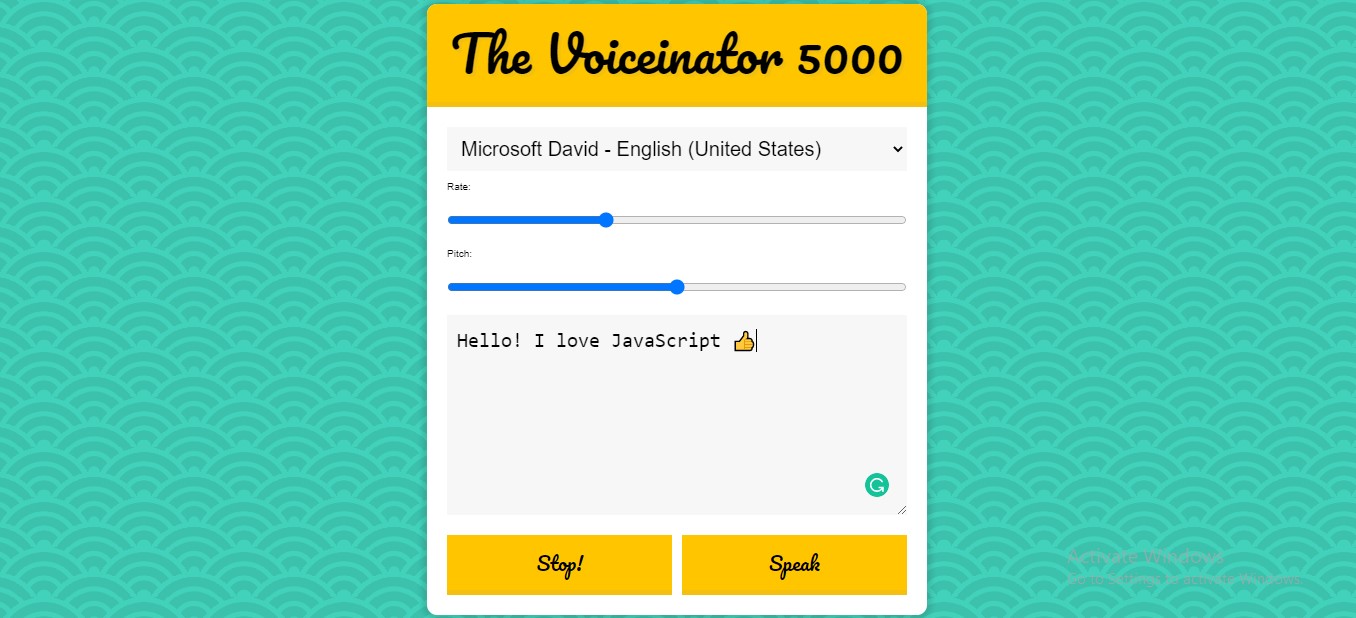 The Voiceinator 5000
Microsoft David - English (United States)
Rate:
Pitch:
Hello! I love JavaScript 👍
Stop!
Speak
Activate Windows
Go to Settings to activate Windows.